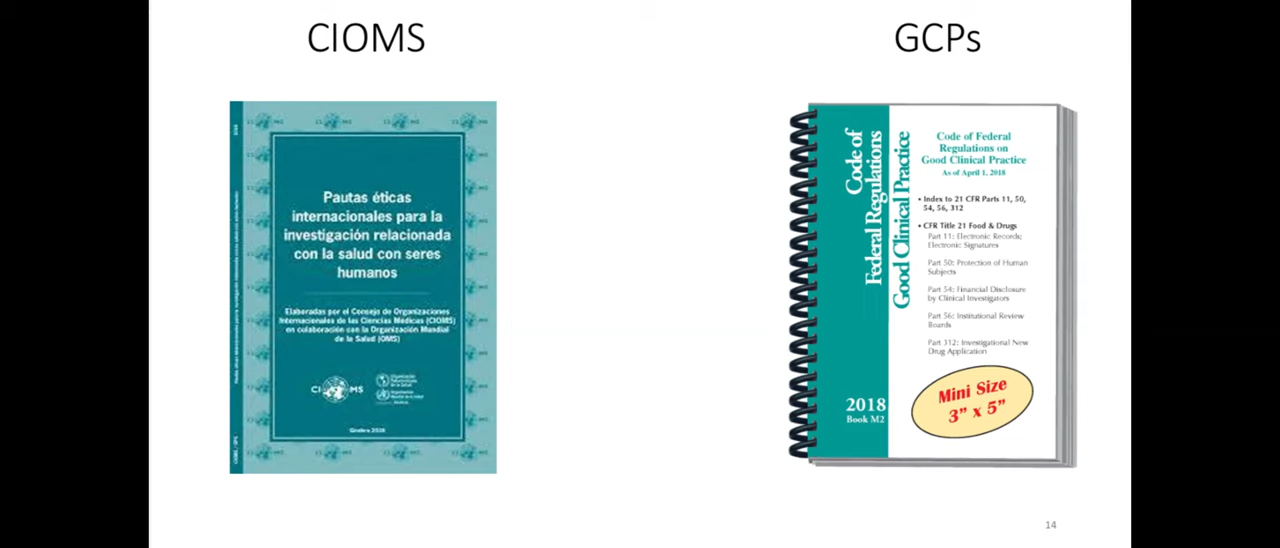 CIOMS
Pautas éticas
internacionales para la
investigación relacionada
con la salud con seres
humanos
Elaboradas por el Consejo de Organizaciones
Internacionales de las Ciencias Médicas (CIOMS)
en colaboración con la Organización Mundial
de la Salud (OMS)
CI MS
GCPs
Code of
Federal Regulations
Good Clinical Practice
Code of Federal
Regulations on
Good Clinical Practice
As of April 1, 2018
• Index to 21 CFR Parts 11, 50,
54, 56, 312
• CFR Title 21 Food & Drugs
Part 11: Electronic Records;
Electronic Signatures
Part 50: Protection of Human
Subjects
Part 54: Financial Disclosure
by Clinical Investigators
Part 56: Institutional Review
Boards
Part 312: Investigational New
Drug Application
Mini Size
3” x 5”
2018
Book M2
14